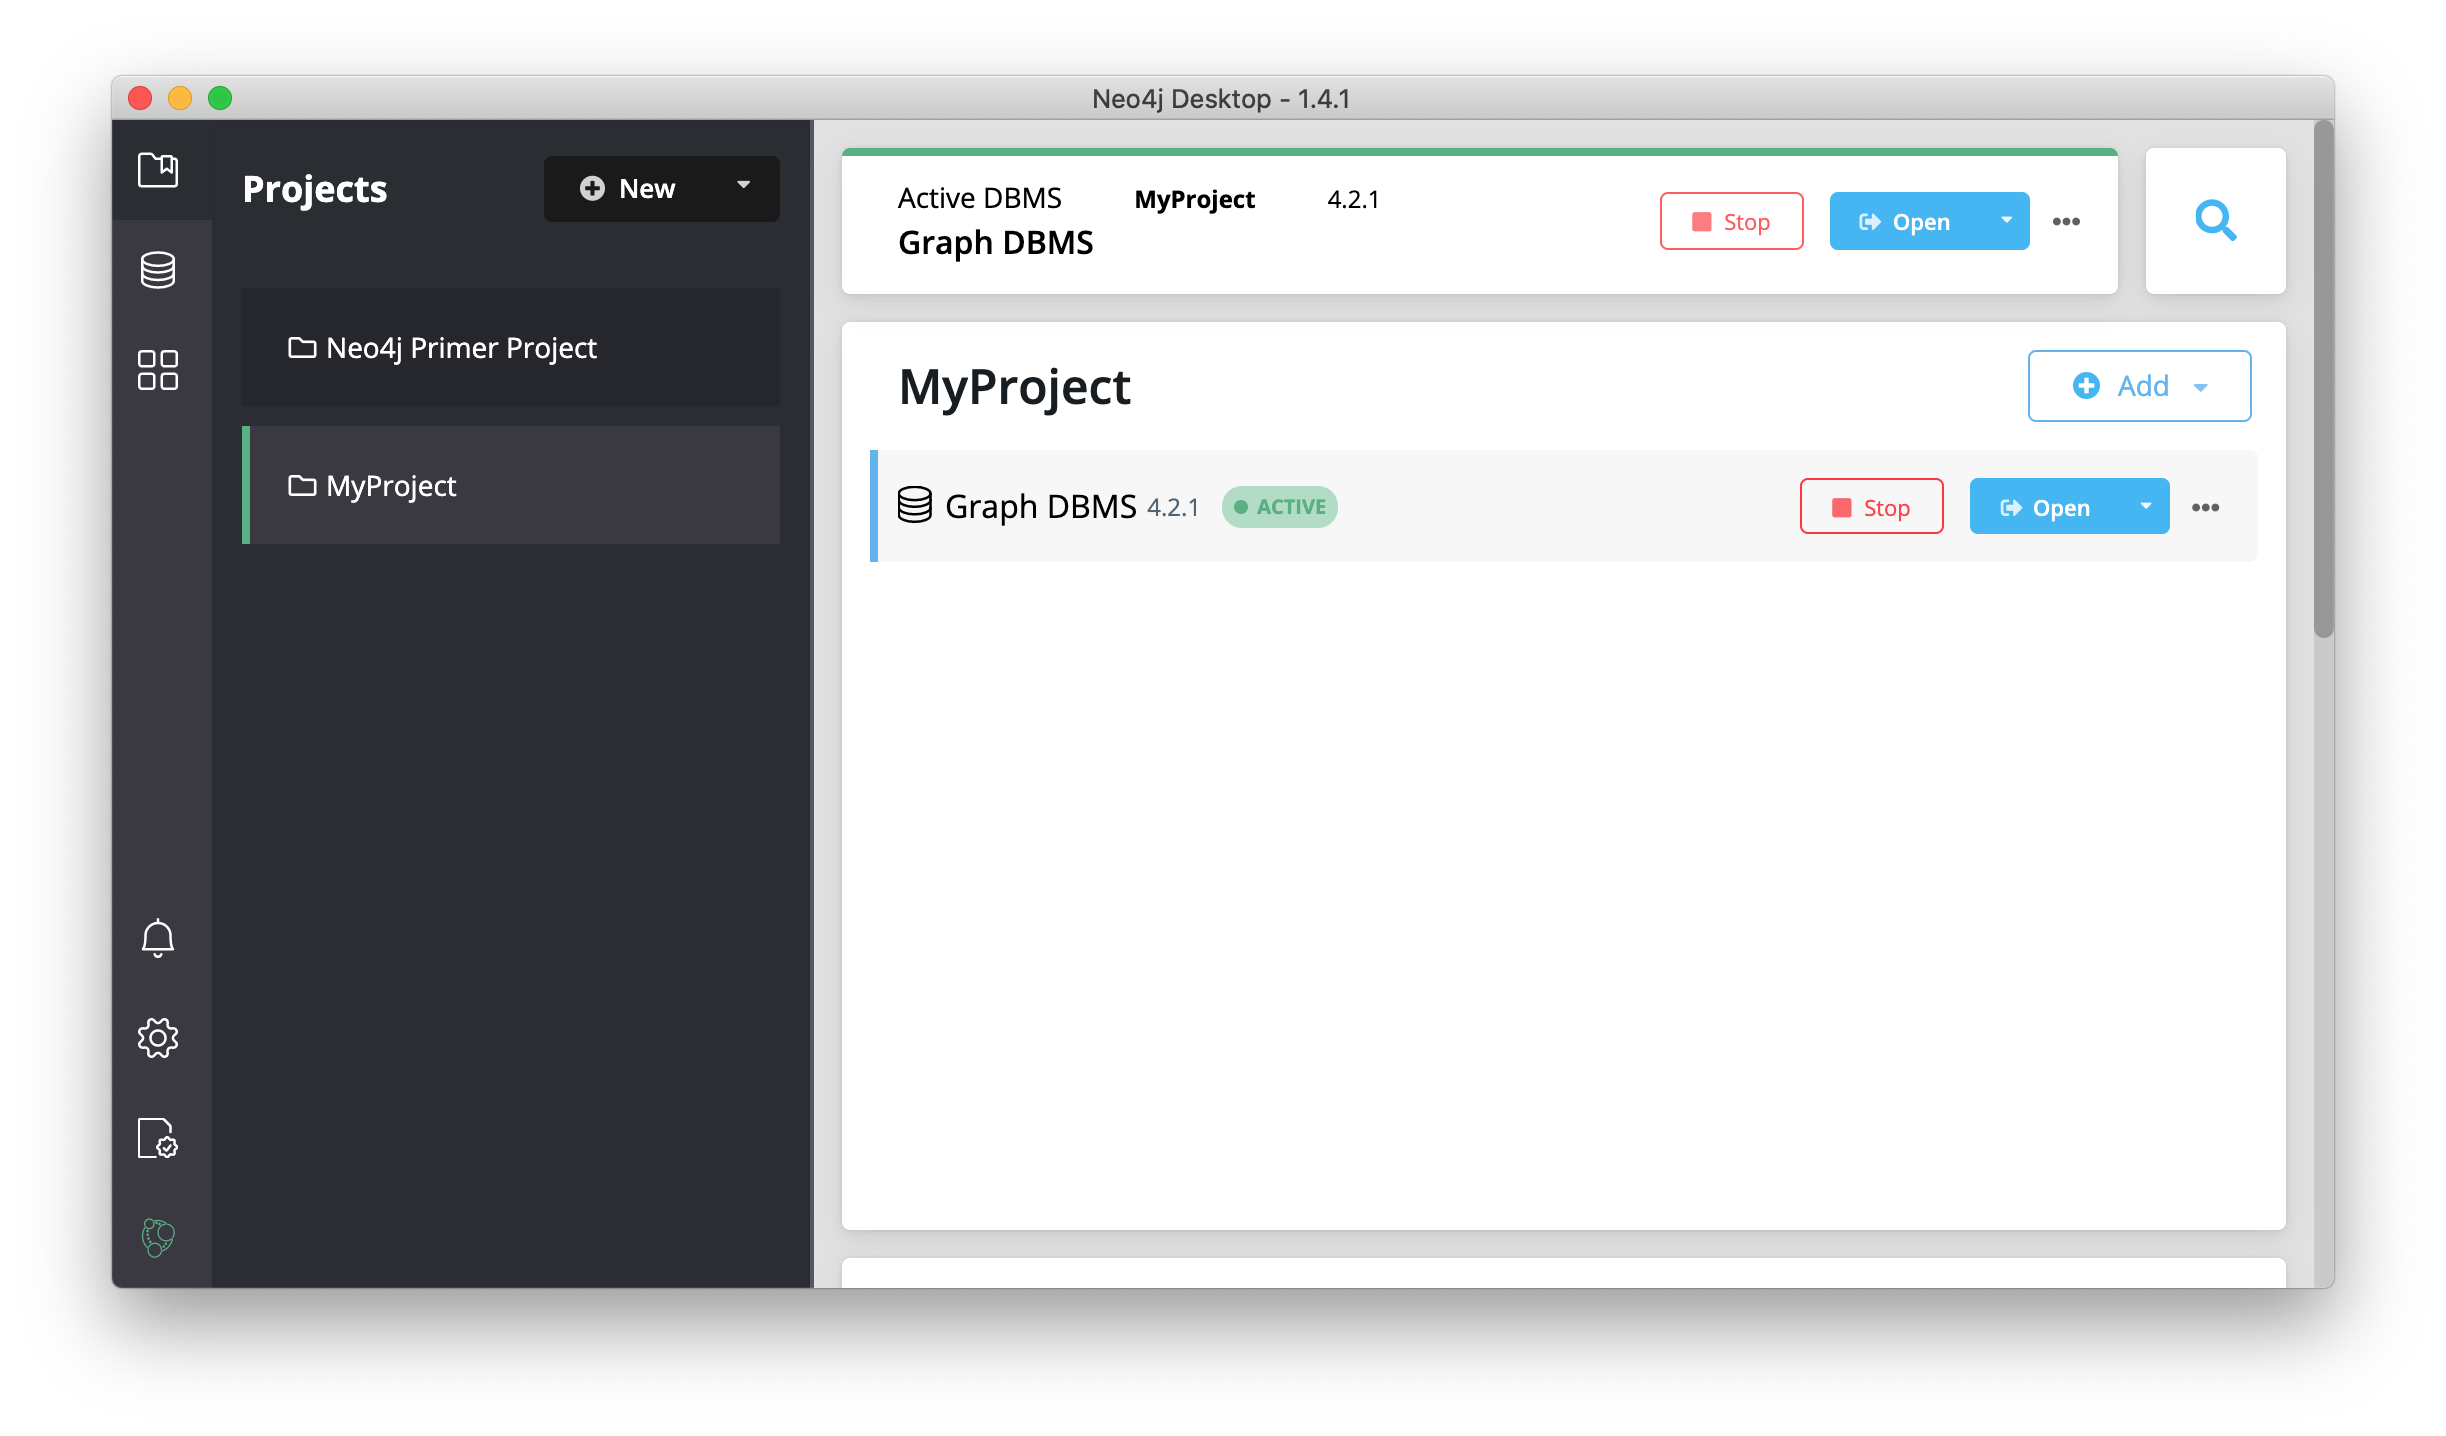 Neo4j Desktop - 1.4.1
Projects
New
Neo4j Primer Project
MyProject
Active DBMS MyProject 4.2.1
Graph DBMS
Stop
Open
MyProject
Add
Graph DBMS 4.2.1 ACTIVE
Stop
Open